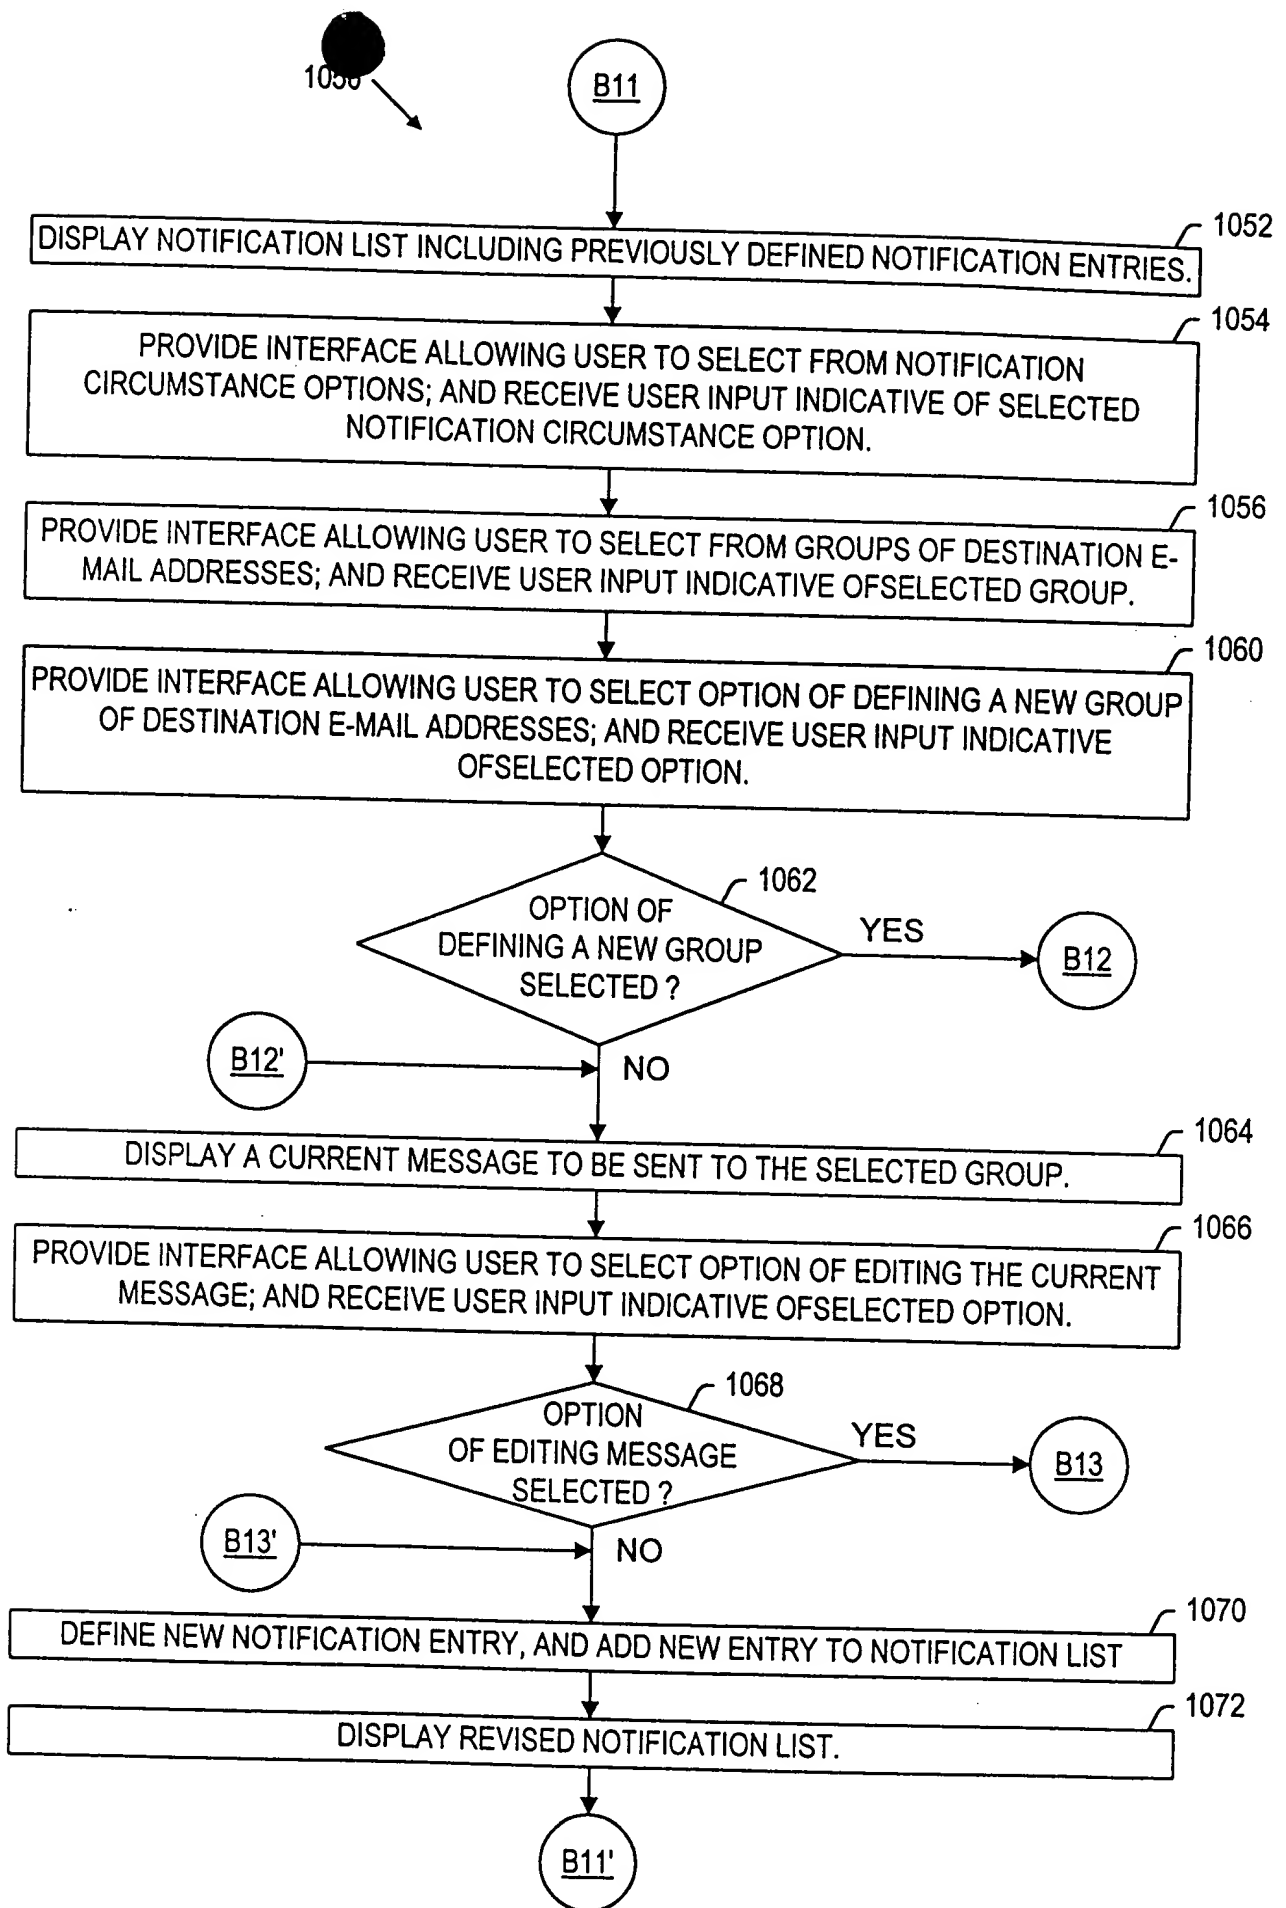 1050
B11
1052
DISPLAY NOTIFICATION LIST INCLUDING PREVIOUSLY DEFINED NOTIFICATION ENTRIES.
1054
PROVIDE INTERFACE ALLOWING USER TO SELECT FROM NOTIFICATION
CIRCUMSTANCE OPTIONS; AND RECEIVE USER INPUT INDICATIVE OF SELECTED
NOTIFICATION CIRCUMSTANCE OPTION.
1056
PROVIDE INTERFACE ALLOWING USER TO SELECT FROM GROUPS OF DESTINATION E-
MAIL ADDRESSES; AND RECEIVE USER INPUT INDICATIVE OFSELECTED GROUP.
1060
PROVIDE INTERFACE ALLOWING USER TO SELECT OPTION OF DEFINING A NEW GROUP
OF DESTINATION E-MAIL ADDRESSES; AND RECEIVE USER INPUT INDICATIVE
OFSELECTED OPTION.
1062
OPTION OF
DEFINING A NEW GROUP
SELECTED ?
YES
B12
B12'
NO
1064
DISPLAY A CURRENT MESSAGE TO BE SENT TO THE SELECTED GROUP.
1066
PROVIDE INTERFACE ALLOWING USER TO SELECT OPTION OF EDITING THE CURRENT
MESSAGE; AND RECEIVE USER INPUT INDICATIVE OFSELECTED OPTION.
1068
OPTION
OF EDITING MESSAGE
SELECTED ?
YES
B13
B13'
NO
1070
DEFINE NEW NOTIFICATION ENTRY, AND ADD NEW ENTRY TO NOTIFICATION LIST
1072
DISPLAY REVISED NOTIFICATION LIST.
B11'